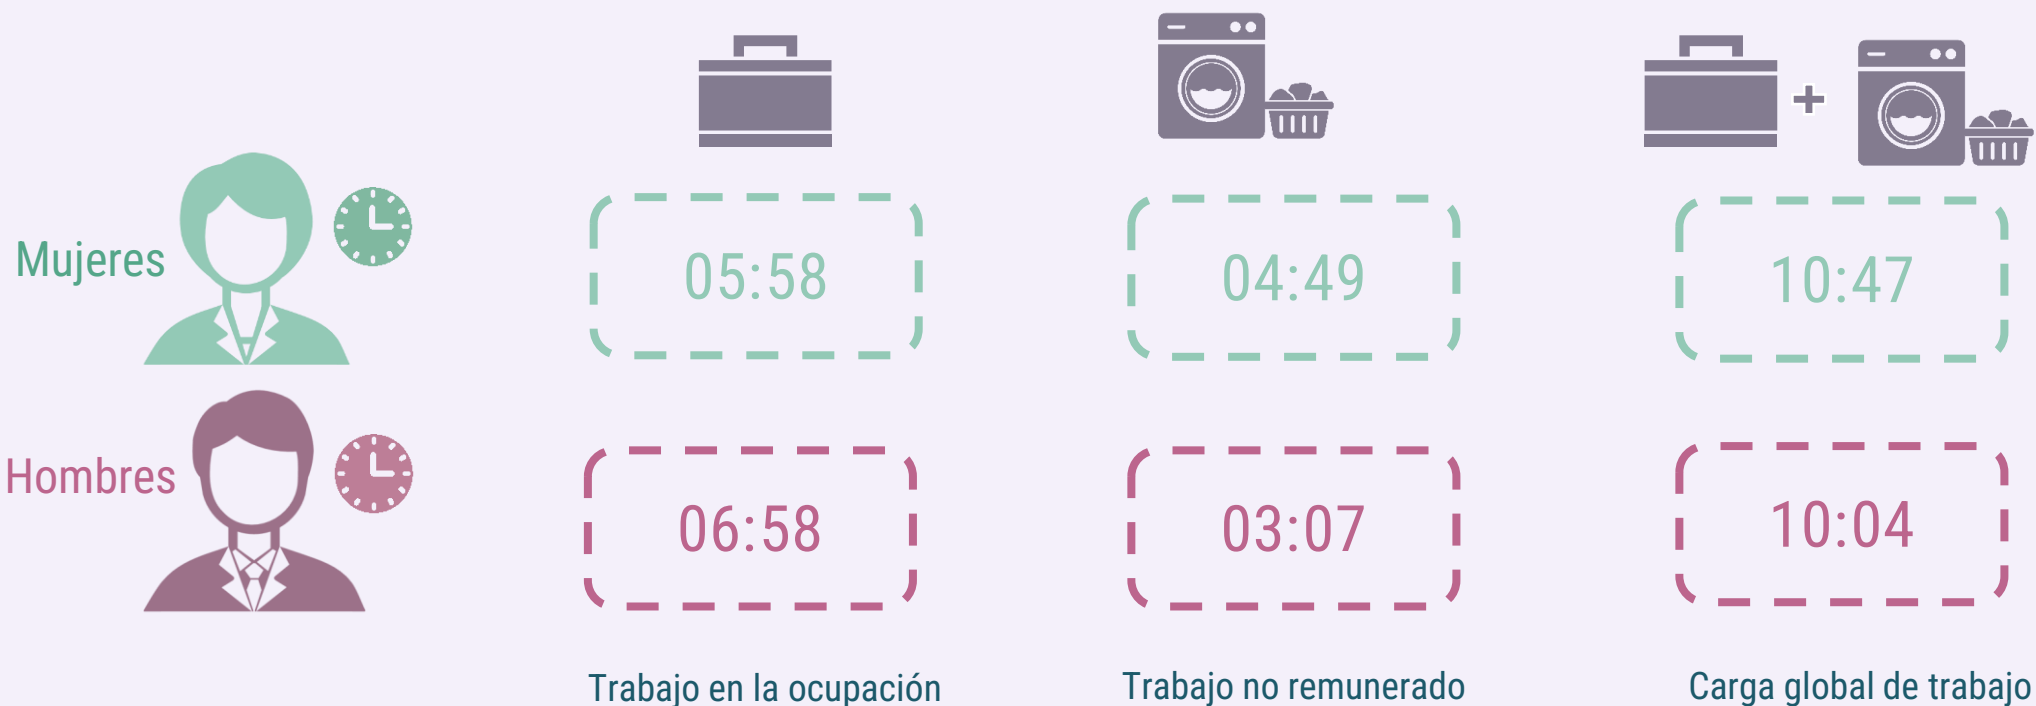 Mujeres
05:58
04:49
10:47
Hombres
06:58
03:07
10:04
Trabajo en la ocupación
Trabajo no remunerado
Carga global de trabajo